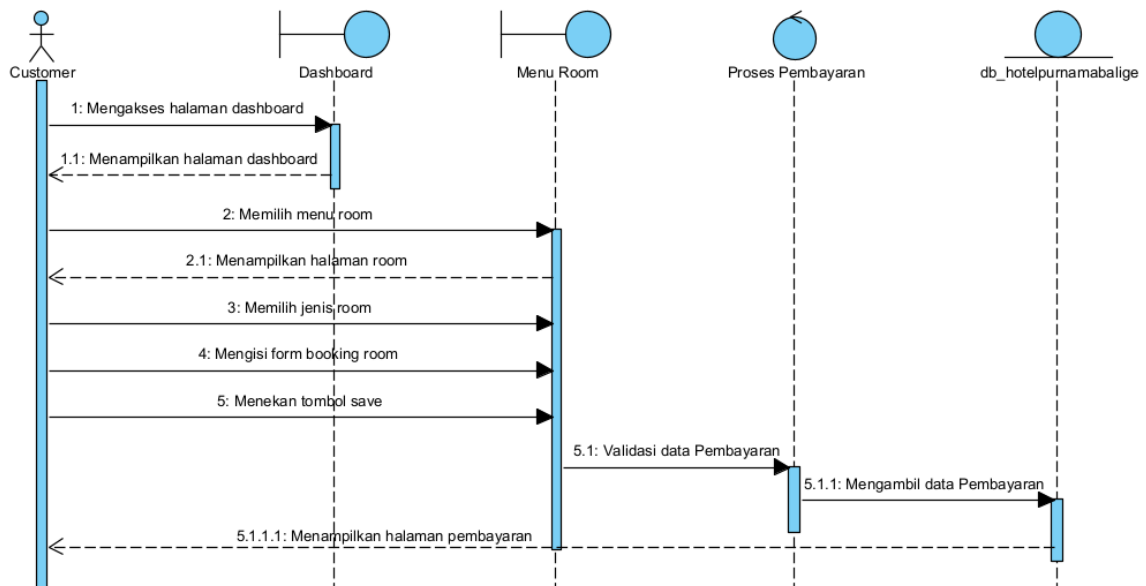 Customer
Dashboard
Menu Room
Proses Pembayaran
db_hotelpurnamabalige
1: Mengakses halaman dashboard
1.1: Menampilkan halaman dashboard
2: Memilih menu room
2.1: Menampilkan halaman room
3: Memilih jenis room
4: Mengisi form booking room
5: Menekan tombol save
5.1: Validasi data Pembayaran
5.1.1: Mengambil data Pembayaran
5.1.1.1: Menampilkan halaman pembayaran